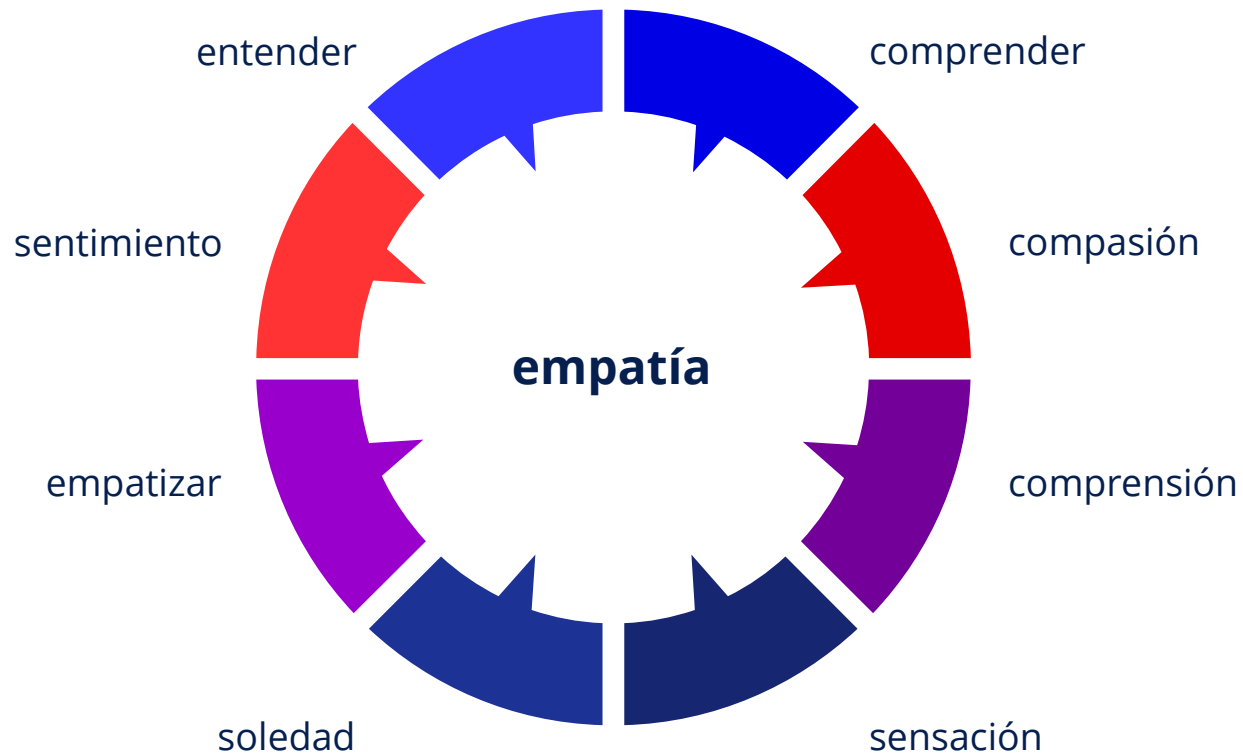 entender
comprender
sentimiento
compasión
empatía
empatizar
comprensión
soledad
sensación